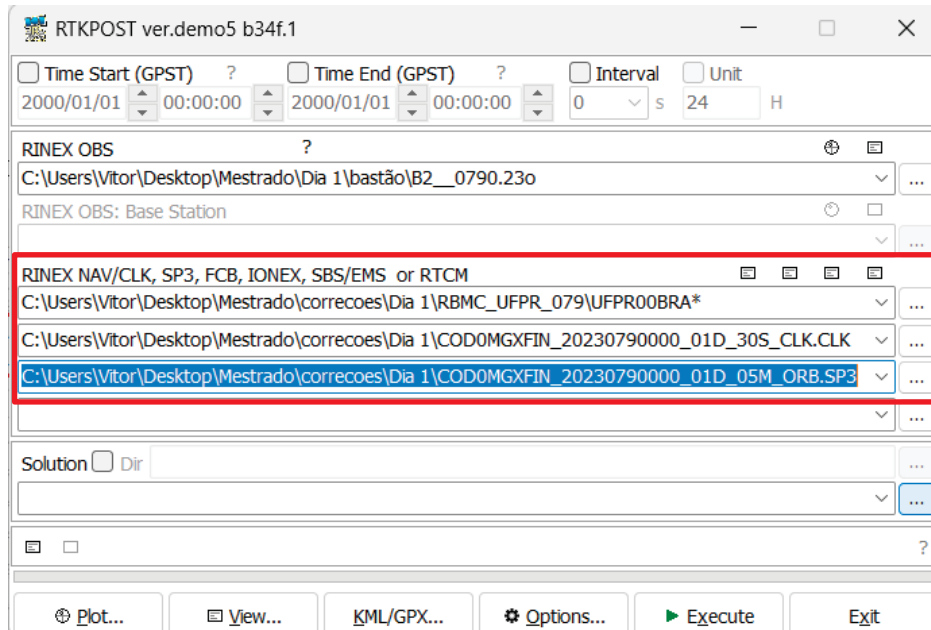 RTKPOST ver.demo5 b34f.1
Time Start (GPST) ? Time End (GPST) ? Interval Unit
2000/01/01 00:00:00 2000/01/01 00:00:00 0 s 24 H
RINEX OBS ?
C:\Users\Vitor\Desktop\Mestrado\Dia 1\bastão\B2__0790.23o ...
RINEX OBS: Base Station
...
RINEX NAV/CLK, SP3, FCB, IONEX, SBS/EMS or RTCM
C:\Users\Vitor\Desktop\Mestrado\correcoes\Dia 1\RBMC_UFPR_079\UFPR00BRA* ...
C:\Users\Vitor\Desktop\Mestrado\correcoes\Dia 1\COD0MGXFIN_20230790000_01D_30S_CLK.CLK ...
C:\Users\Vitor\Desktop\Mestrado\correcoes\Dia 1\COD0MGXFIN_20230790000_01D_05M_ORB.SP3 ...
...
Solution Dir ...
...
?
Plot... View... KML/GPX... Options... Execute Exit